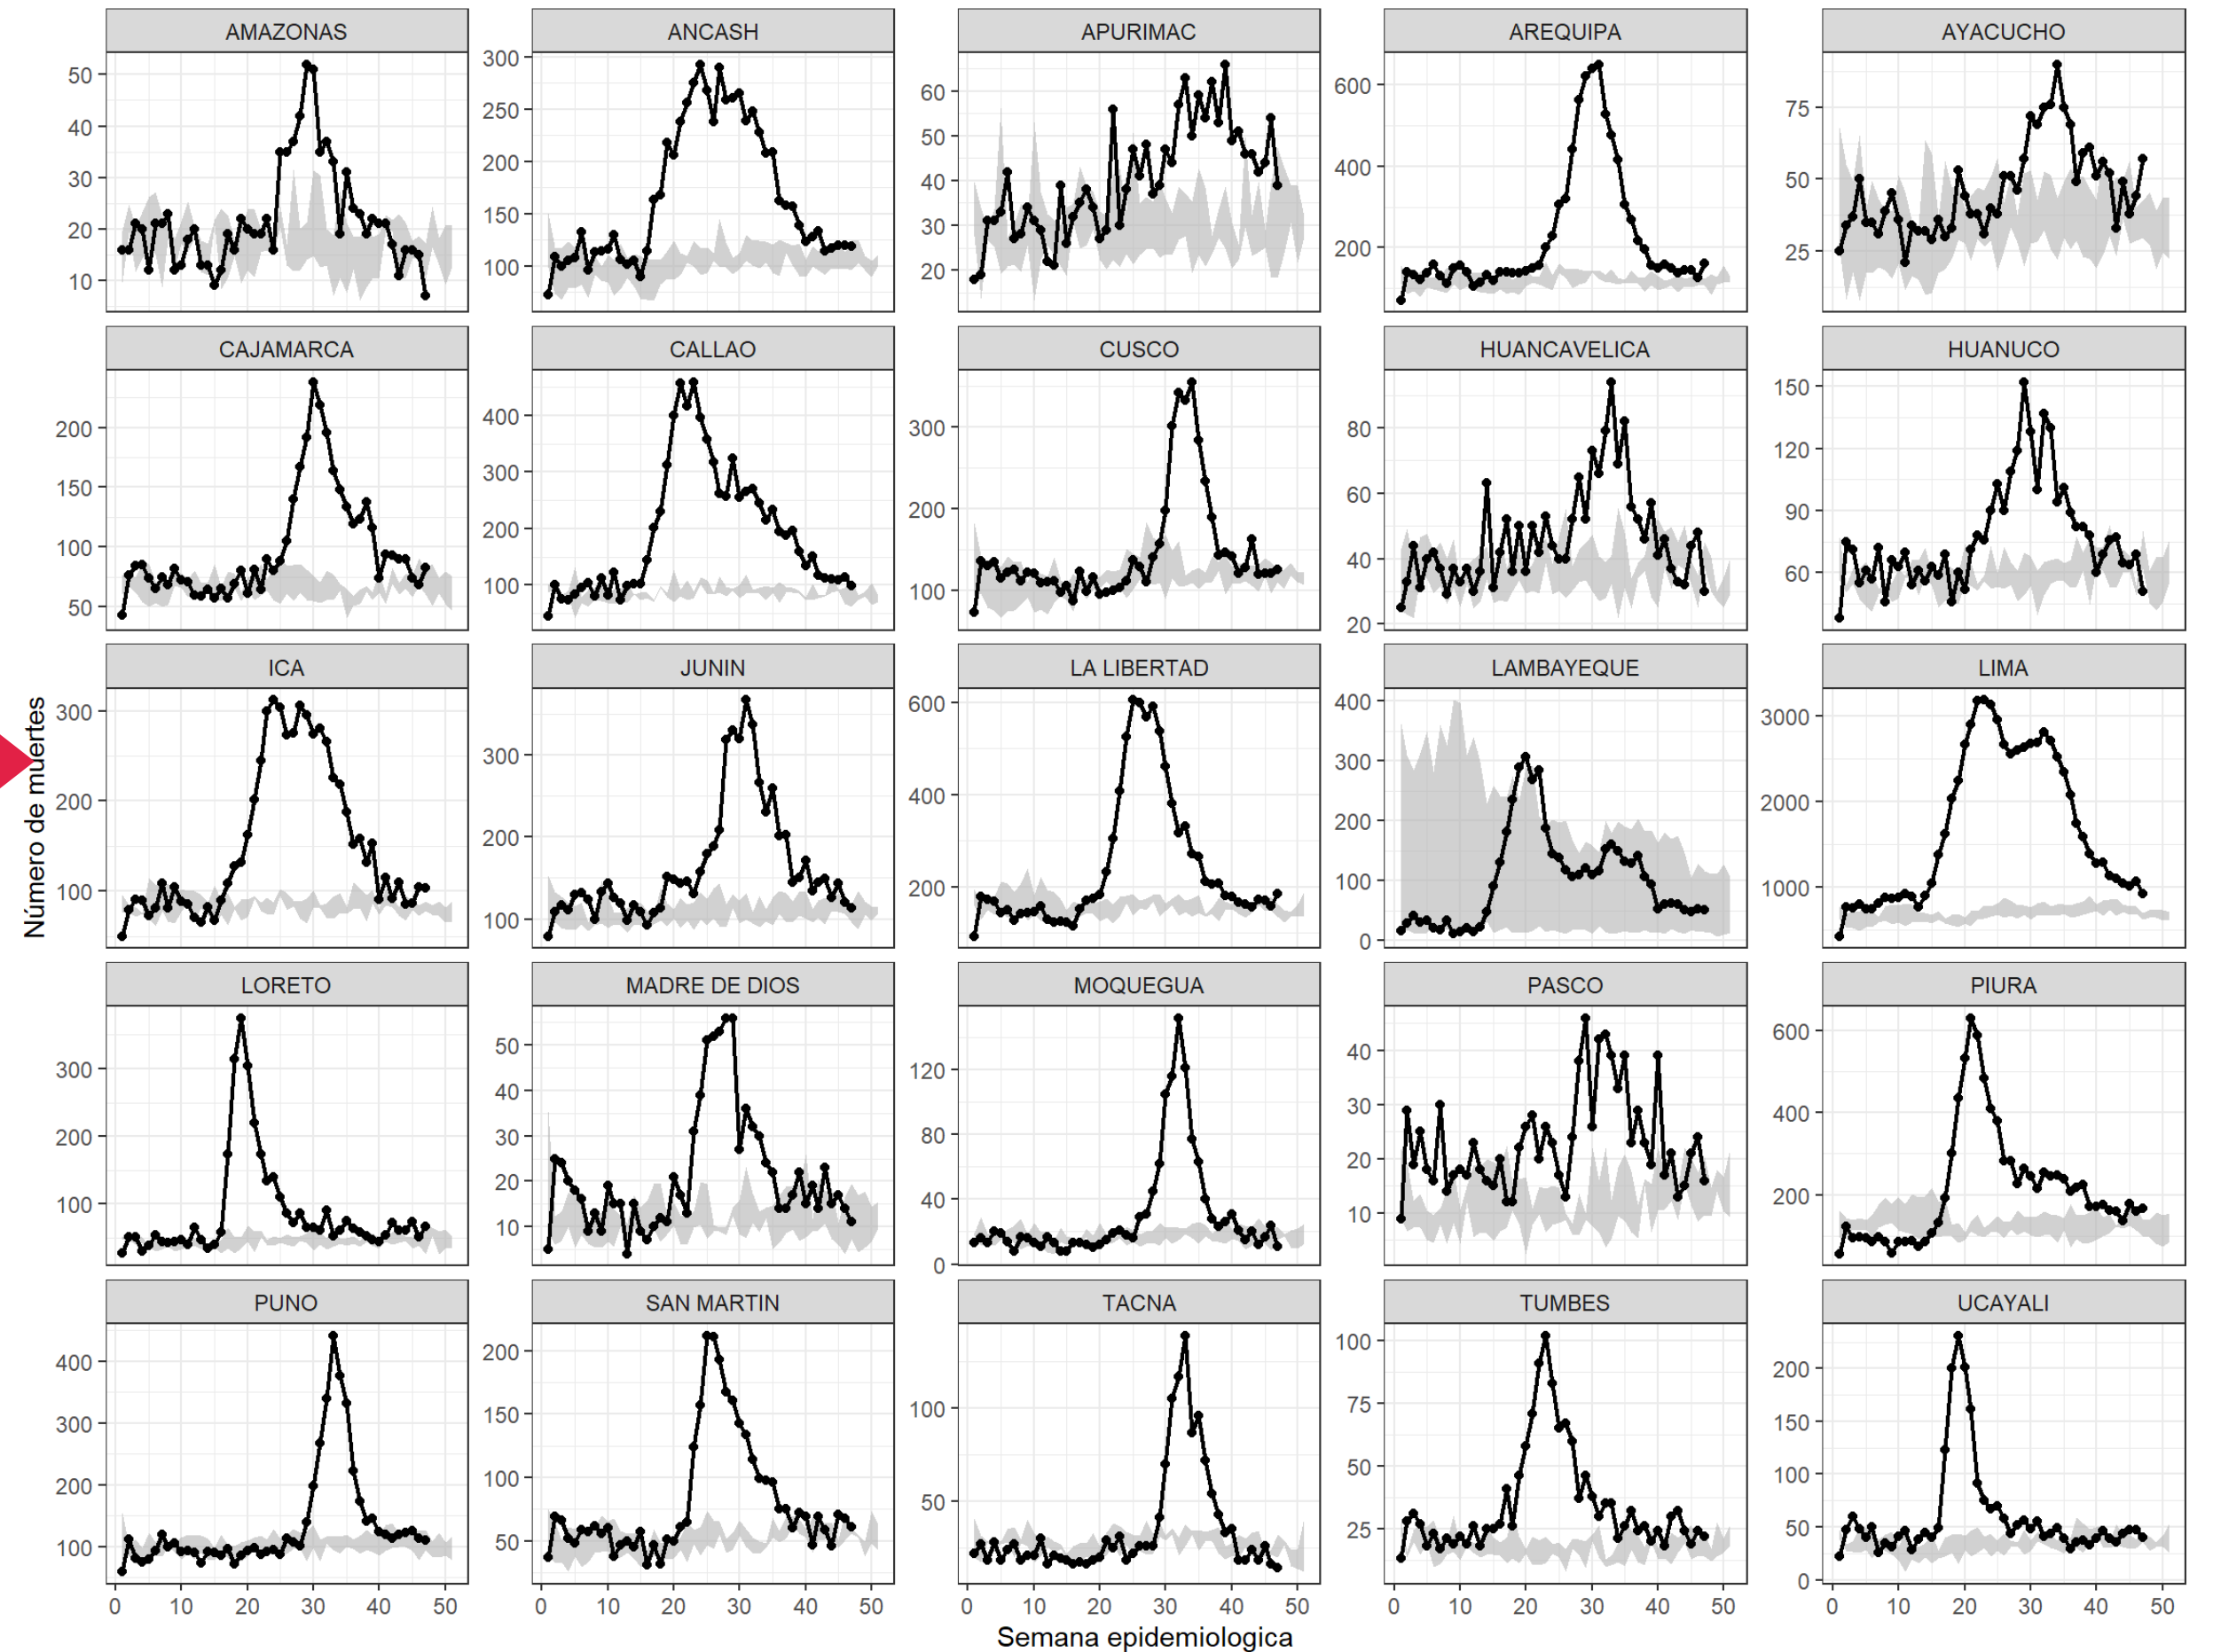 AMAZONAS
ANCASH
APURIMAC
AREQUIPA
AYACUCHO
50
40
30
20
10
300
250
200
150
100
60
50
40
30
20
600
400
200
75
50
25
CAJAMARCA
CALLAO
CUSCO
HUANCAVELICA
HUANUCO
200
150
100
50
400
300
200
100
300
200
100
80
60
40
20
150
120
90
60
ICA
JUNIN
LA LIBERTAD
LAMBAYEQUE
LIMA
300
200
100
300
200
100
600
400
200
400
300
200
100
0
3000
2000
1000
Número de muertes
LORETO
MADRE DE DIOS
MOQUEGUA
PASCO
PIURA
300
200
100
50
40
30
20
10
120
80
40
0
40
30
20
10
600
400
200
PUNO
SAN MARTIN
TACNA
TUMBES
UCAYALI
400
300
200
100
200
150
100
50
100
50
100
75
50
25
200
150
100
50
0
0 10 20 30 40 50
0 10 20 30 40 50
0 10 20 30 40 50
0 10 20 30 40 50
0 10 20 30 40 50
Semana epidemiologica